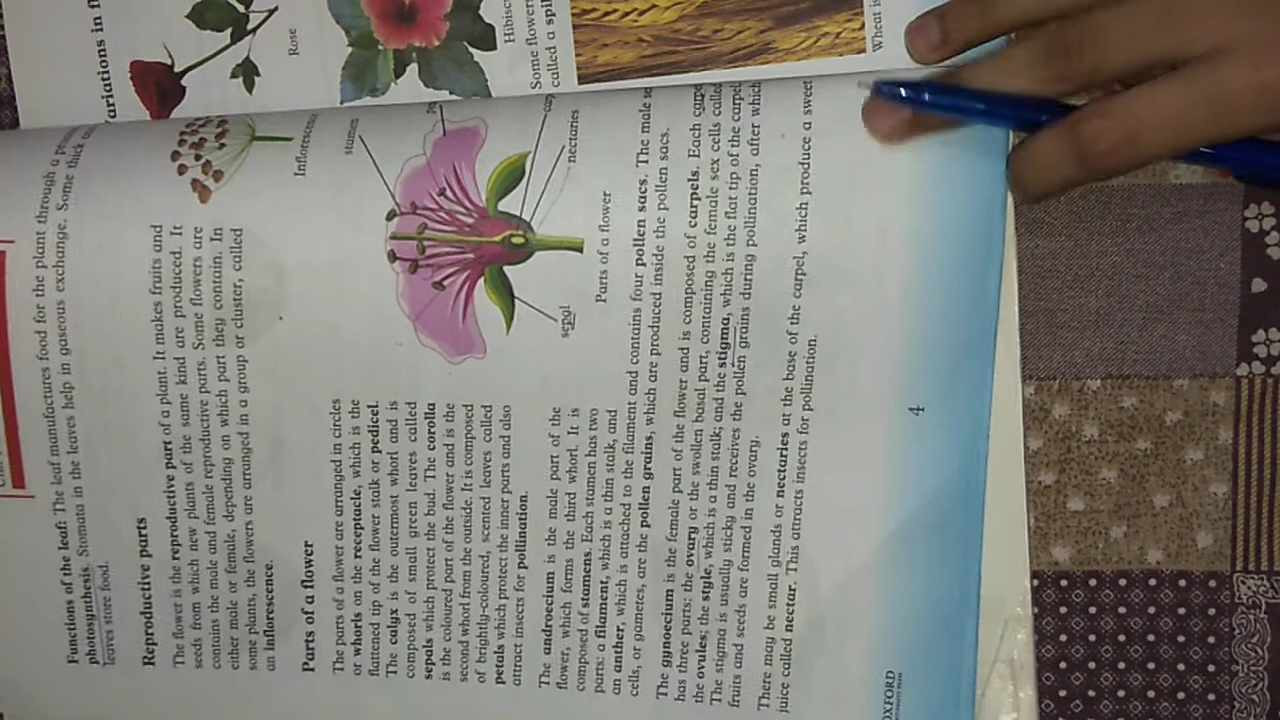 Functions of the leaf: The leaf manufactures food for the plant through a
photosynthesis. Stomata in the leaves help in gaseous exchange. Some thick
leaves store food.
Reproductive parts
The flower is the reproductive part of a plant. It makes fruits and
seeds from which new plants of the same kind are produced. It
contains the male and female reproductive parts. Some flowers are
either male or female, depending on which part they contain. In
some plants, the flowers are arranged in a group or cluster, called
an inflorescence.
Parts of a flower
The parts of a flower are arranged in circles
or whorls on the receptacle, which is the
flattened tip of the flower stalk or pedicel.
The calyx is the outermost whorl and is
composed of small green leaves called
sepals which protect the bud. The corolla
is the coloured part of the flower and is the
second whorl from the outside. It is composed
of brightly-coloured, scented leaves called
petals which protect the inner parts and also
attract insects for pollination.
The androecium is the male part of the
flower, which forms the third whorl. It is
composed of stamens. Each stamen has two
parts: a filament, which is a thin stalk, and
an anther, which is attached to the filament and contains four pollen sacs. The male
cells, or gametes, are the pollen grains, which are produced inside the pollen sacs.
The gynoecium is the female part of the flower and is composed of carpels. Each
has three parts: the ovary or the swollen basal part, containing the female sex cells called
the ovules; the style, which is a thin stalk; and the stigma, which is the flat tip of the carpel
The stigma is usually sticky and receives the pollen grains during pollination, after which
fruits and seeds are formed in the ovary.
There may be small glands or nectaries at the base of the carpel, which produce a sweet
juice called nectar. This attracts insects for pollination.
stamen
nectaries
sepal
Parts of a flower
4
OXFORD
Rose
Some flowers
called a
Wheat is